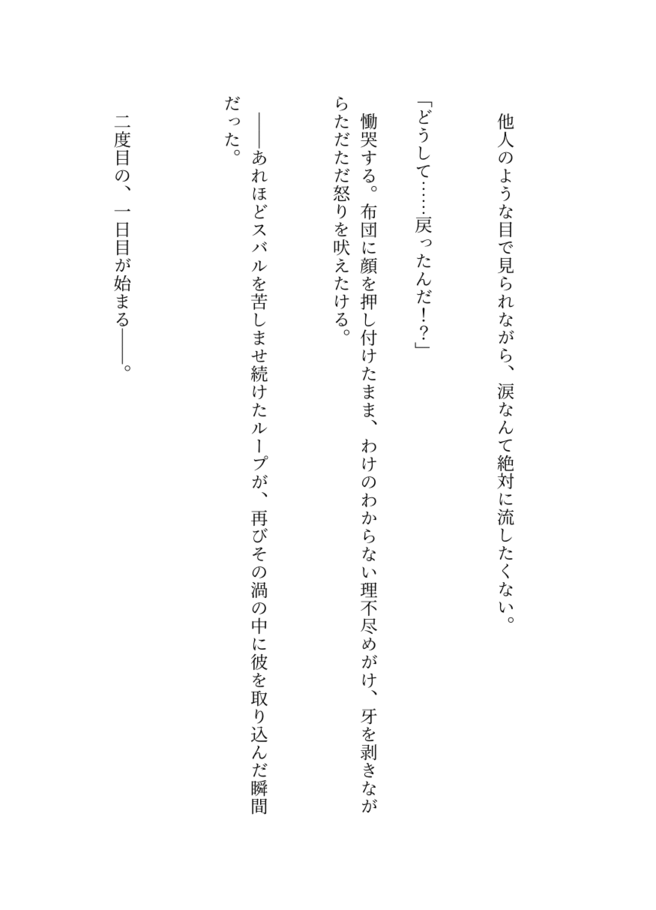 他人のような目で見られながら、涙なんて絶対に流したくない。
「どうして……戻ったんだ！？」
慟哭する。布団に顔を押し付けたまま、わけのわからない理不尽めがけ、牙を剥きなが
らただただ怒りを吠えたける。
――あれほどスバルを苦しませ続けたループが、再びその渦の中に彼を取り込んだ瞬間
だった。
二度目の、一日目が始まる――。